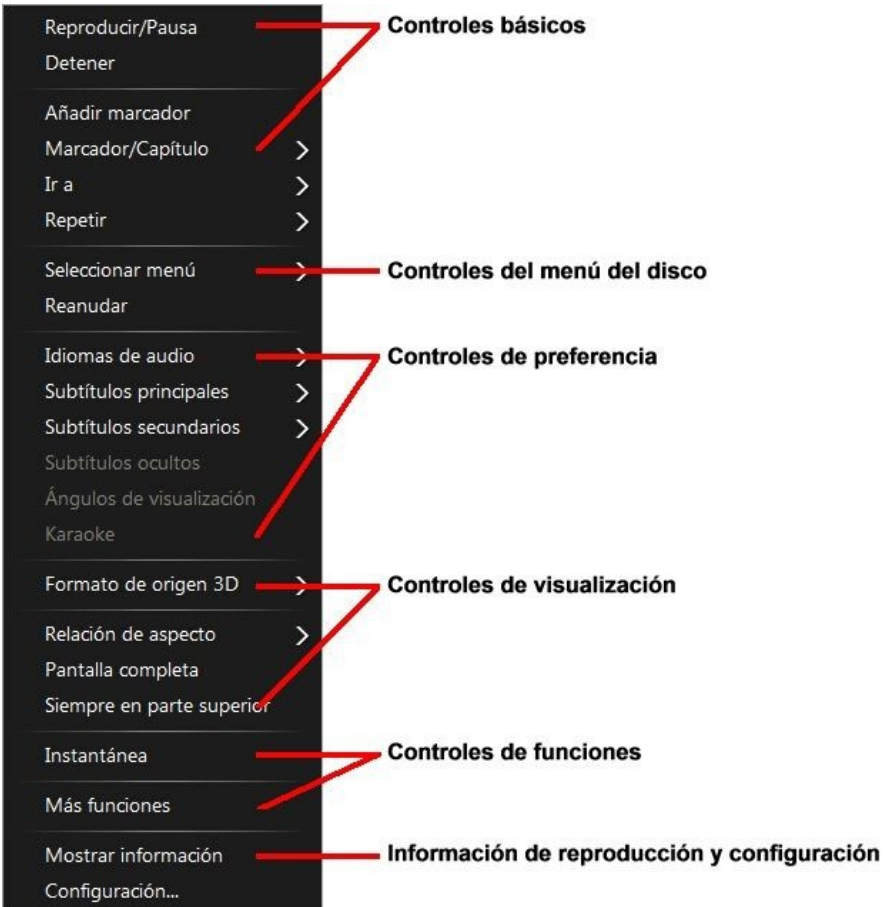 Reproducir/Pausa
Controles básicos
Detener
Añadir marcador
Marcador/Capítulo
Ir a
Repetir
Seleccionar menú
Controles del menú del disco
Reanudar
Idiomas de audio
Controles de preferencia
Subtítulos principales
Subtítulos secundarios
Subtítulos ocultos
Ángulos de visualización
Karaoke
Formato de origen 3D
Controles de visualización
Relación de aspecto
Pantalla completa
Siempre en parte superior
Instantánea
Controles de funciones
Más funciones
Mostrar información
Información de reproducción y configuración
Configuración...